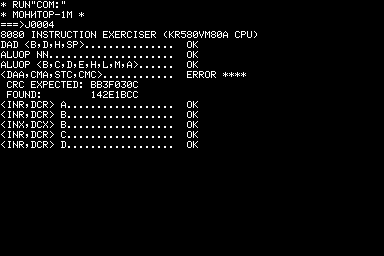 * RUN"COM:"
* МОНИТОР-1М *
===>J0004
8080 INSTRUCTION EXERCISER (KR580VM80A CPU)
DAD <B,D,H,SP>............... OK
ALUOP NN..................... OK
ALUOP <B,C,D,E,H,L,M,A>...... OK
<DAA,CMA,STC,CMC>............ ERROR ****
CRC EXPECTED: BB3F030C
FOUND: 142E1BCC
<INR,DCR> A.................. OK
<INR,DCR> B.................. OK
<INX,DCX> B.................. OK
<INR,DCR> C.................. OK
<INR,DCR> D.................. OK